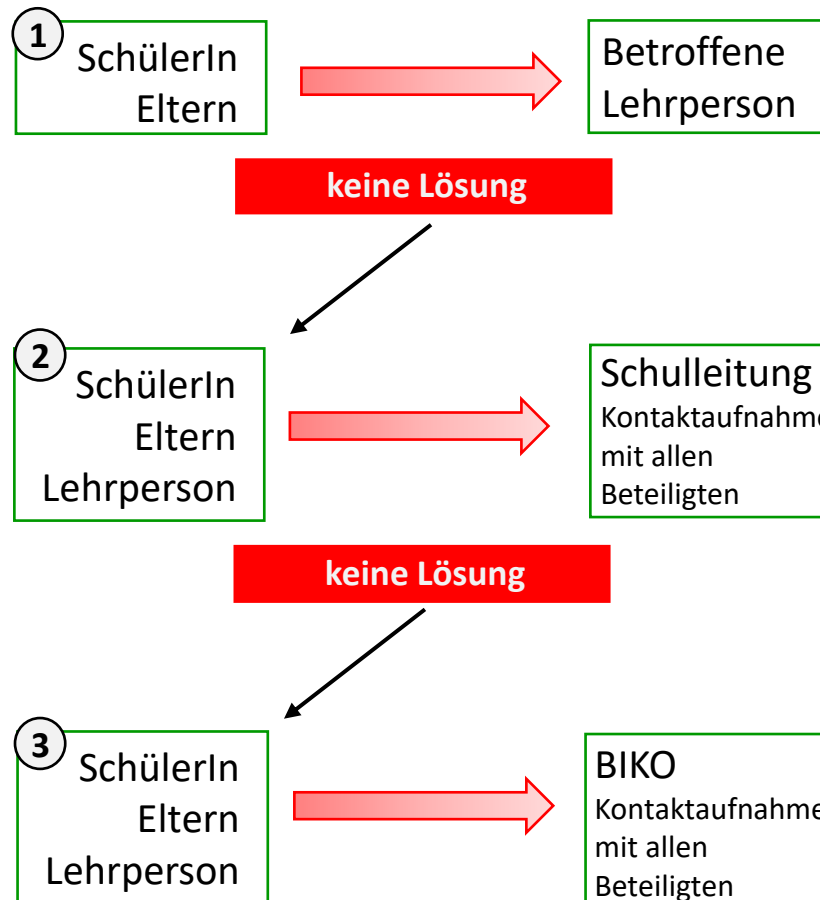 1
SchülerIn
Eltern
Betroffene
Lehrperson
keine Lösung
2
SchülerIn
Eltern
Lehrperson
Schulleitung
Kontaktaufnahme
mit allen
Beteiligten
keine Lösung
3
SchülerIn
Eltern
Lehrperson
BIKO
Kontaktaufnahme
mit allen
Beteiligten